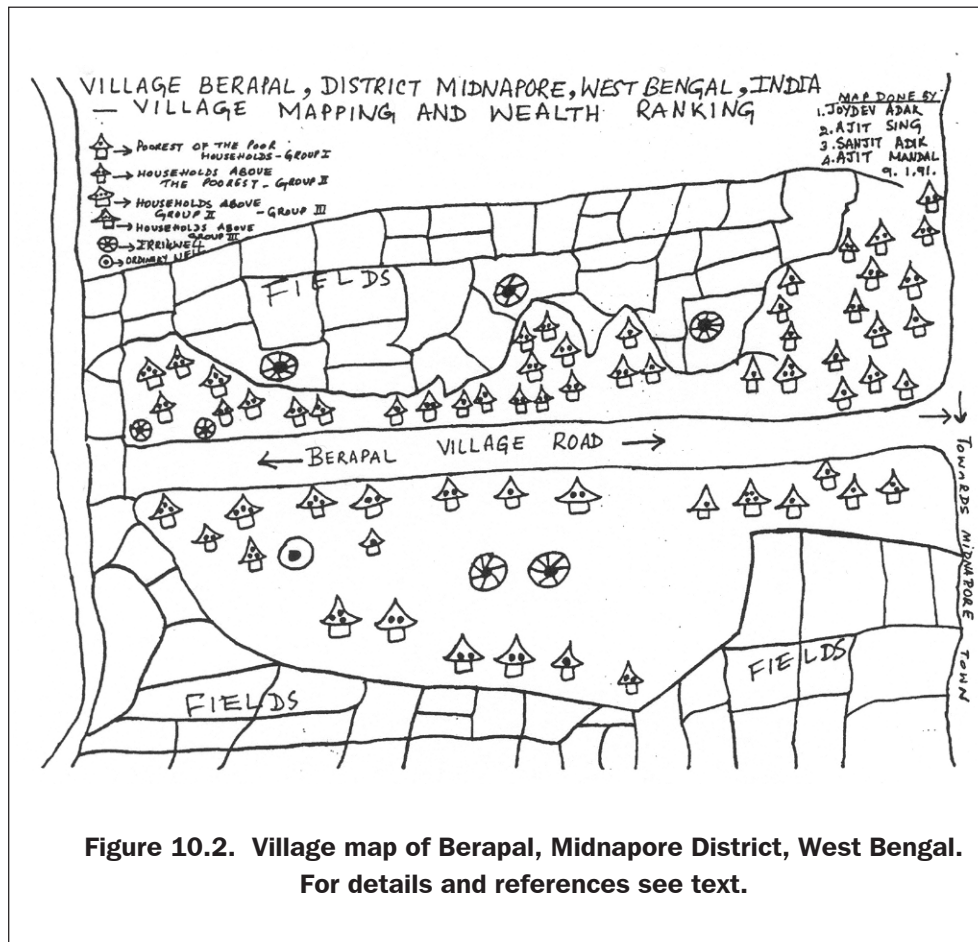 VILLAGE BERAPAL, DISTRICT MIDNAPORE, WEST BENGAL, INDIA
— VILLAGE MAPPING AND WEALTH RANKING
MAP DONE BY
1. JOYDEV ADAK
2. AJIT SING
3. SANJIT ADIK
4. AJIT MANDAL
9.1.91.
→ POOREST OF THE POOR
HOUSEHOLDS - GROUP I
→ HOUSEHOLDS ABOVE
THE POOREST - GROUP II
→ HOUSEHOLDS ABOVE
GROUP II - GROUP III
→ HOUSEHOLDS ABOVE
GROUP III
→
→ ORDINARY WELL
FIELDS
← BERAPAL VILLAGE ROAD →
TOWARDS MIDNAPORE TOWN
FIELDS
FIELDS
Figure 10.2. Village map of Berapal, Midnapore District, West Bengal.
For details and references see text.